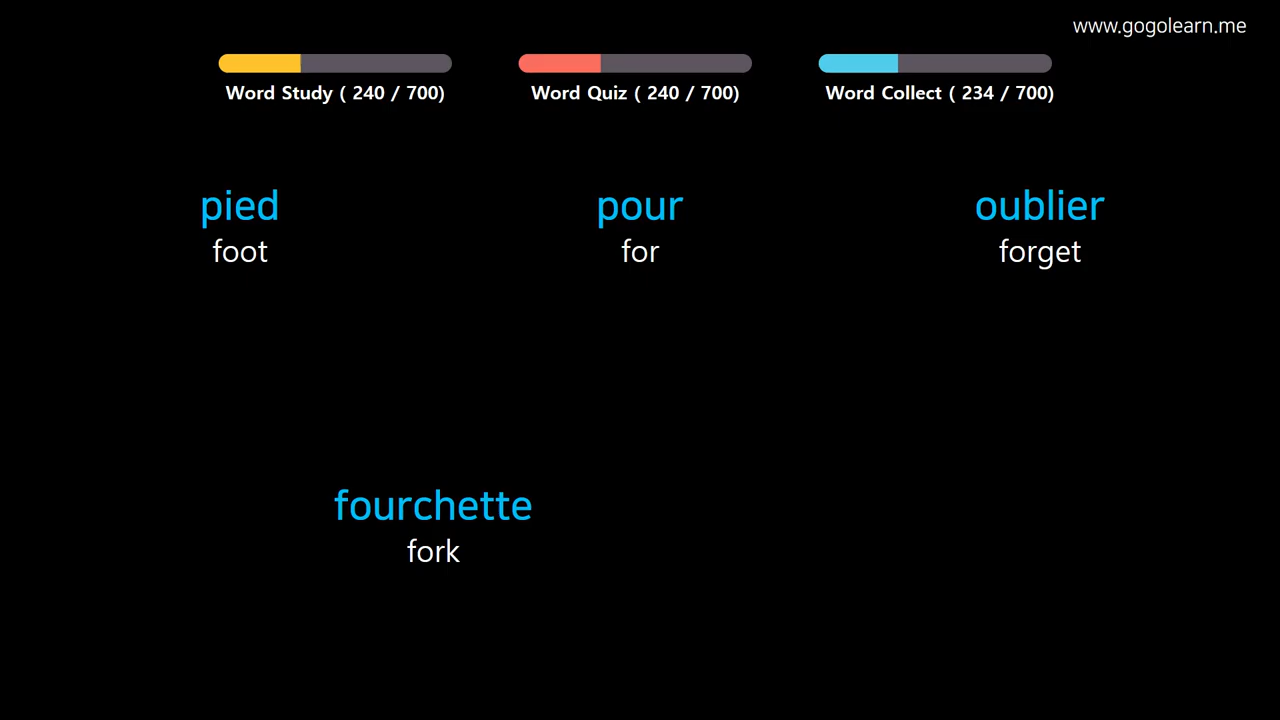 www.gogolearn.me
Word Study ( 240 / 700)
Word Quiz ( 240 / 700)
Word Collect ( 234 / 700)
pied
foot
pour
for
oublier
forget
fourchette
fork